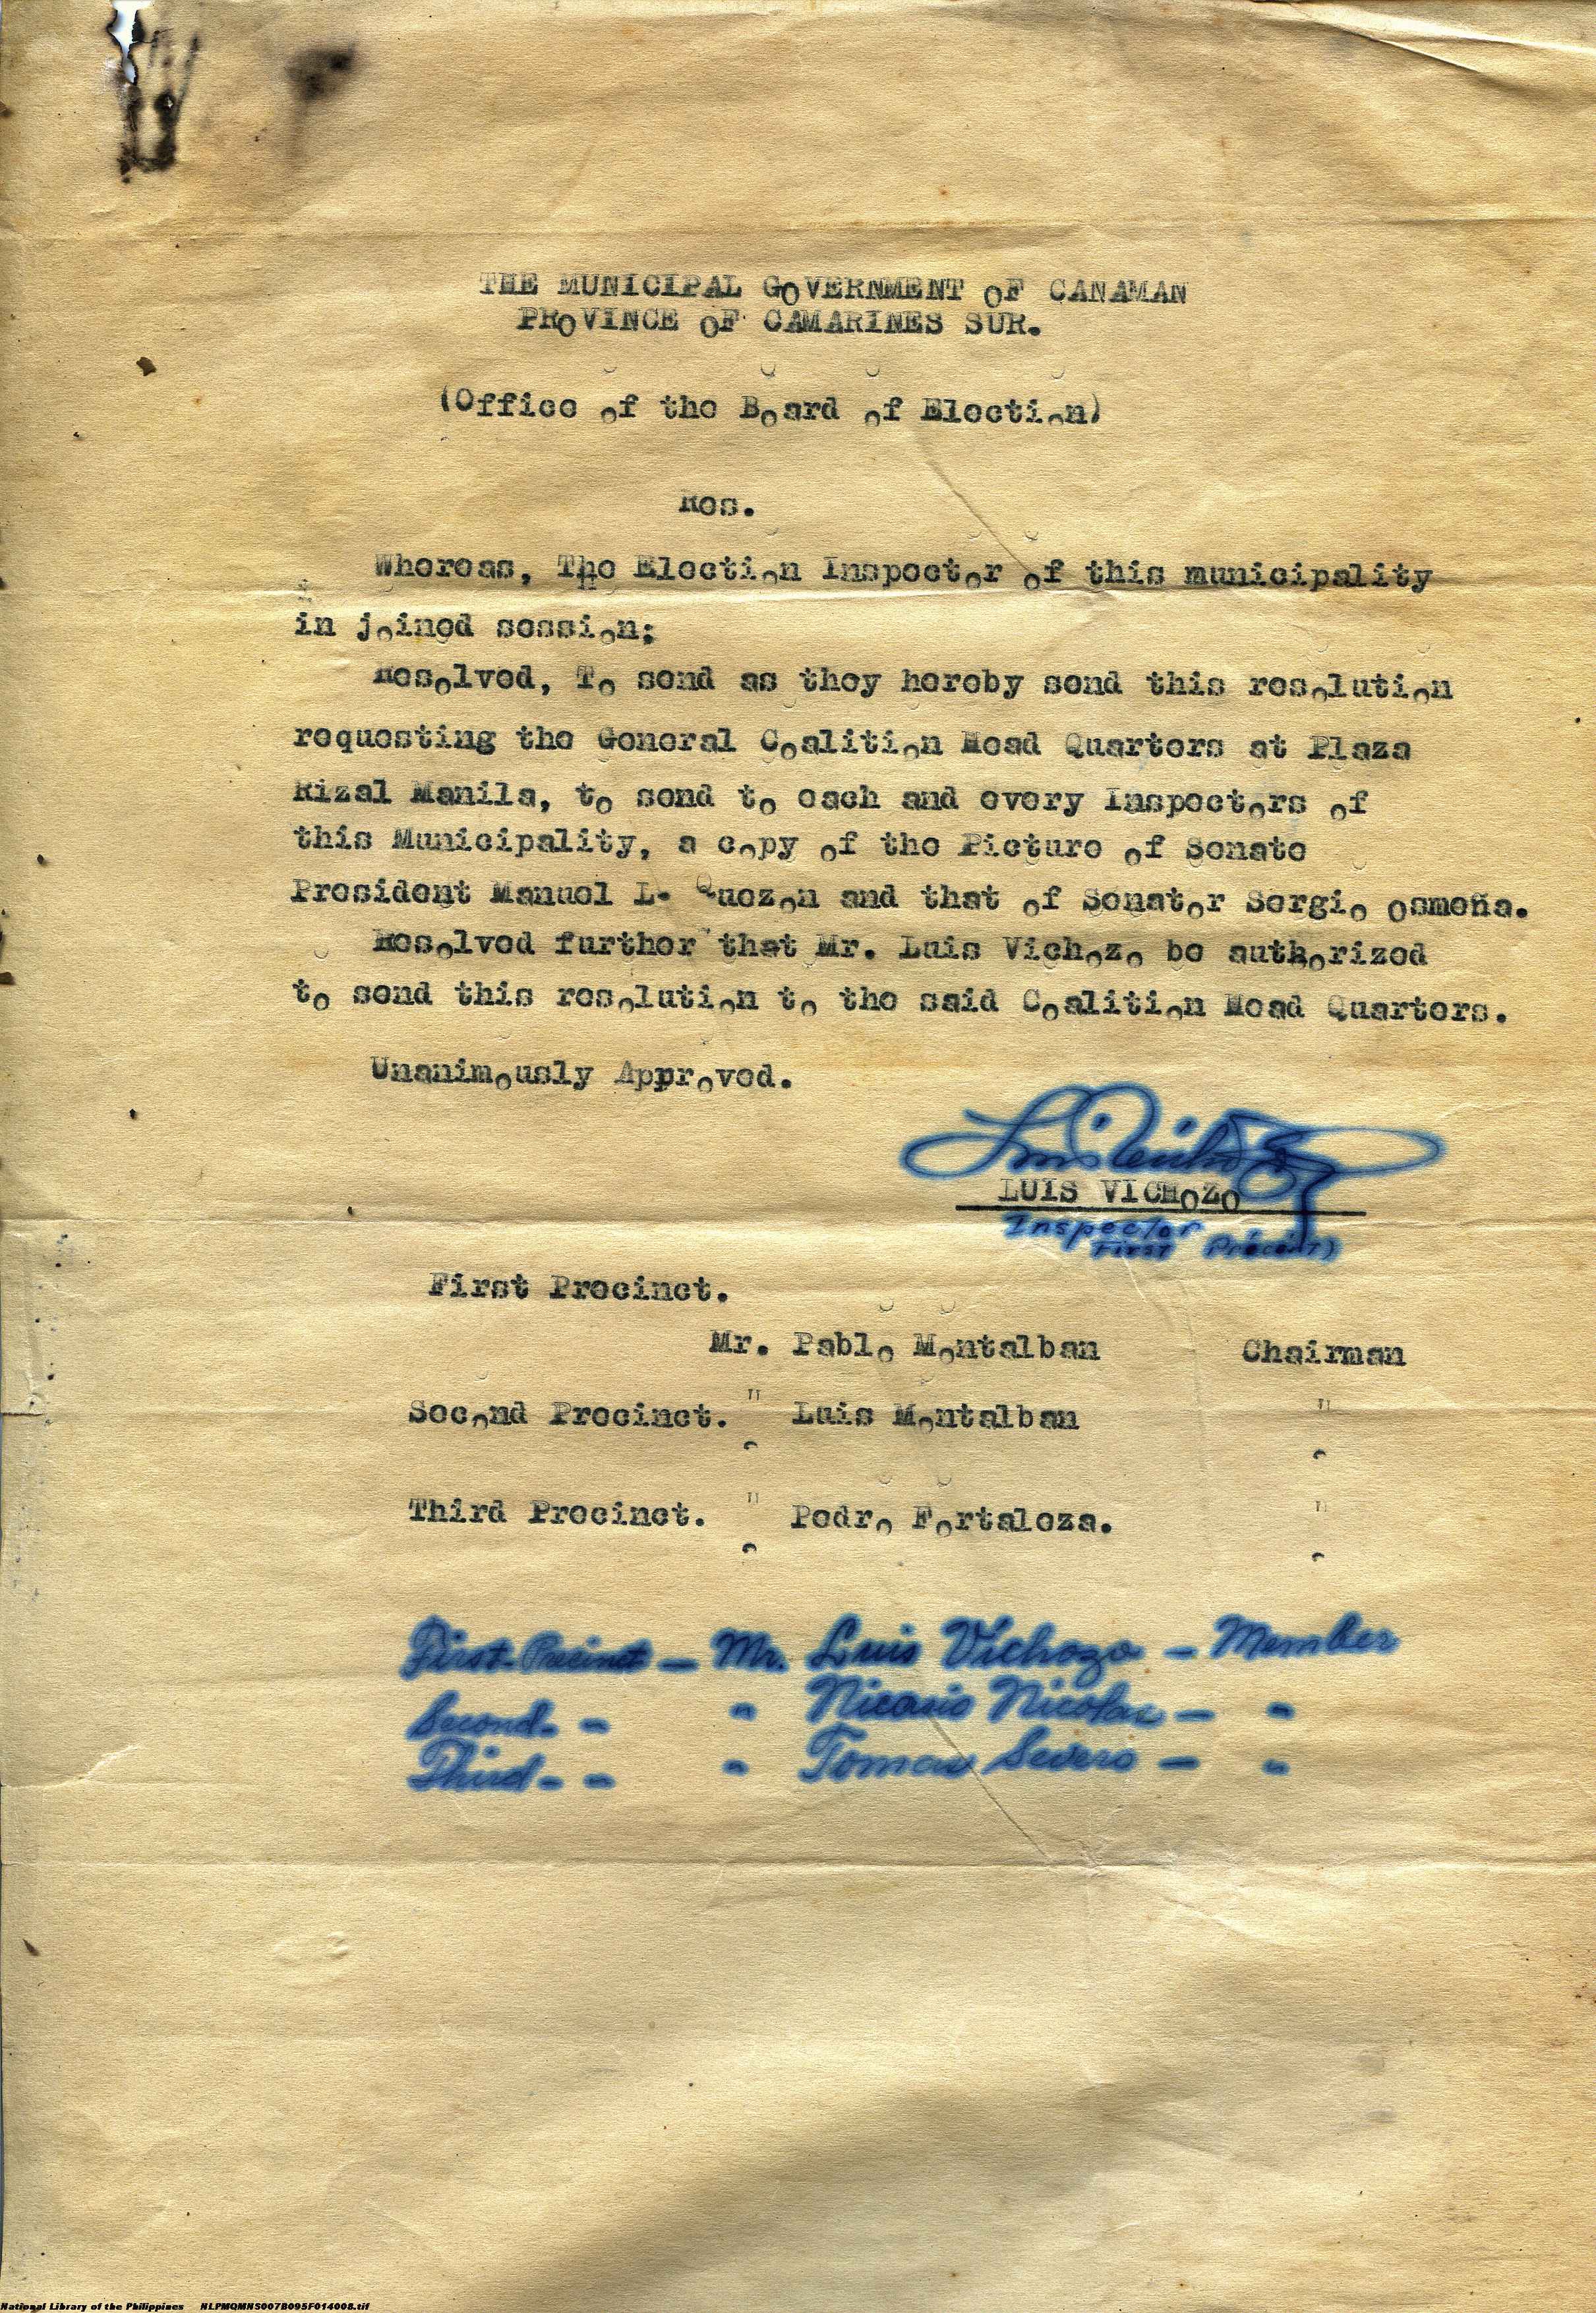 THE MUNICIPAL GOVERNMENT OF CANAMAN
PROVINCE OF CAMARINES SUR.
(Office of the Board of Election)
Res.
Whereas, The Election Inspector of this municipality
in joined session;
Resolved, To send as they hereby send this resolution
requesting the General Coalition Head Quarters at Plaza
Rizal Manila, to send to each and every Inspectors of
this Municipality, a copy of the Picture of Senate
President Manuel L. Quezon and that of Senator Sergio Osmeña.
Resolved further that Mr. Luis Vichozo be authorized
to send this resolution to the said Coalition Head Quarters.
Unanimously Approved.
Luis Vichozo
LUIS VICHOZO
Inspector
First Precint)
First Precinct.
Mr. Pablo Montalban Chairman
Second Precinct. " Luis Montalban "
Third Precinct. " Pedro Fortaleza. "
First Precinct — Mr. Luis Vichozo — Member
Second - " " Nicasio Nicolas — "
Third - " " Tomas Severo — "
National Library of the Philippines NLPMQMNS007B095F014008.tif